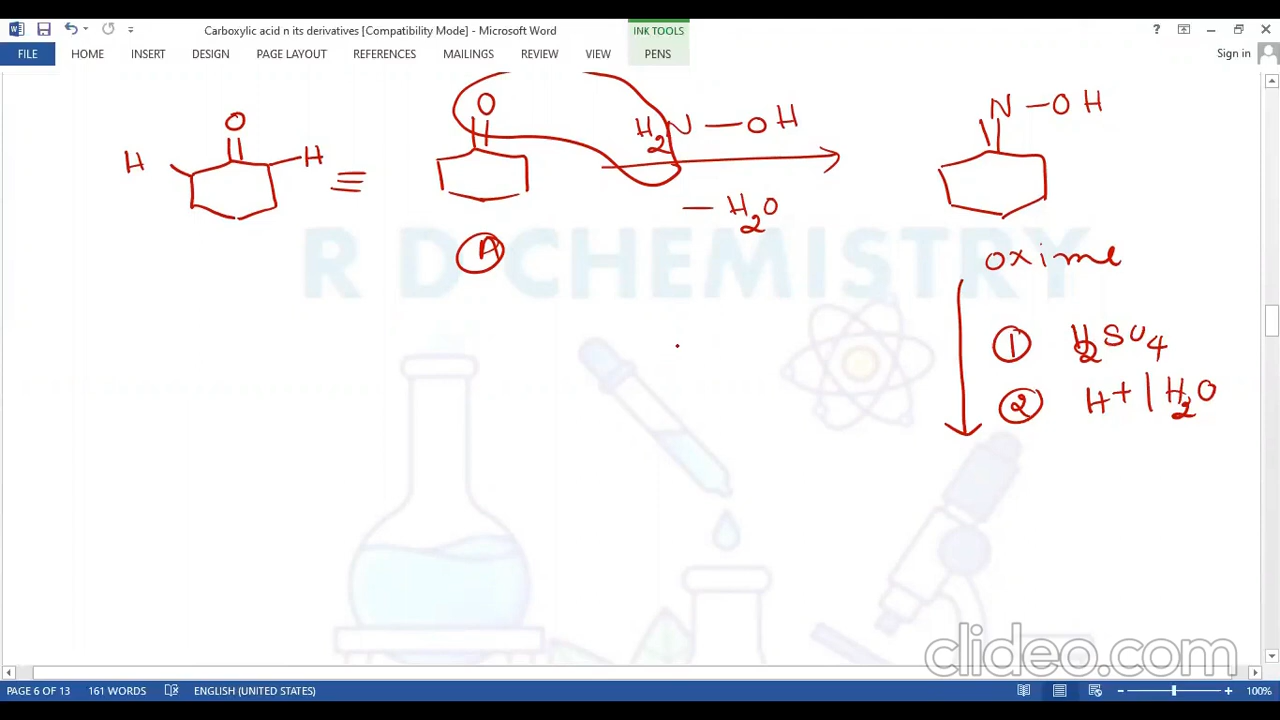 Carboxylic acid n its derivatives [Compatibility Mode] - Microsoft Word
INK TOOLS
FILE HOME INSERT DESIGN PAGE LAYOUT REFERENCES MAILINGS REVIEW VIEW PENS
Sign in
O
H
H
≡
O
A
H2N — OH
— H2O
N — OH
oxime
① H2SO4
② H+ | H2O
R D CHEMISTRY
clideo.com
PAGE 6 OF 13 161 WORDS ENGLISH (UNITED STATES)
100%